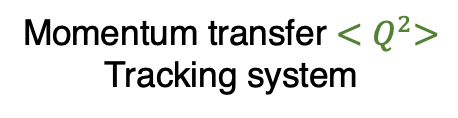 Momentum transfer < Q²>
Tracking system